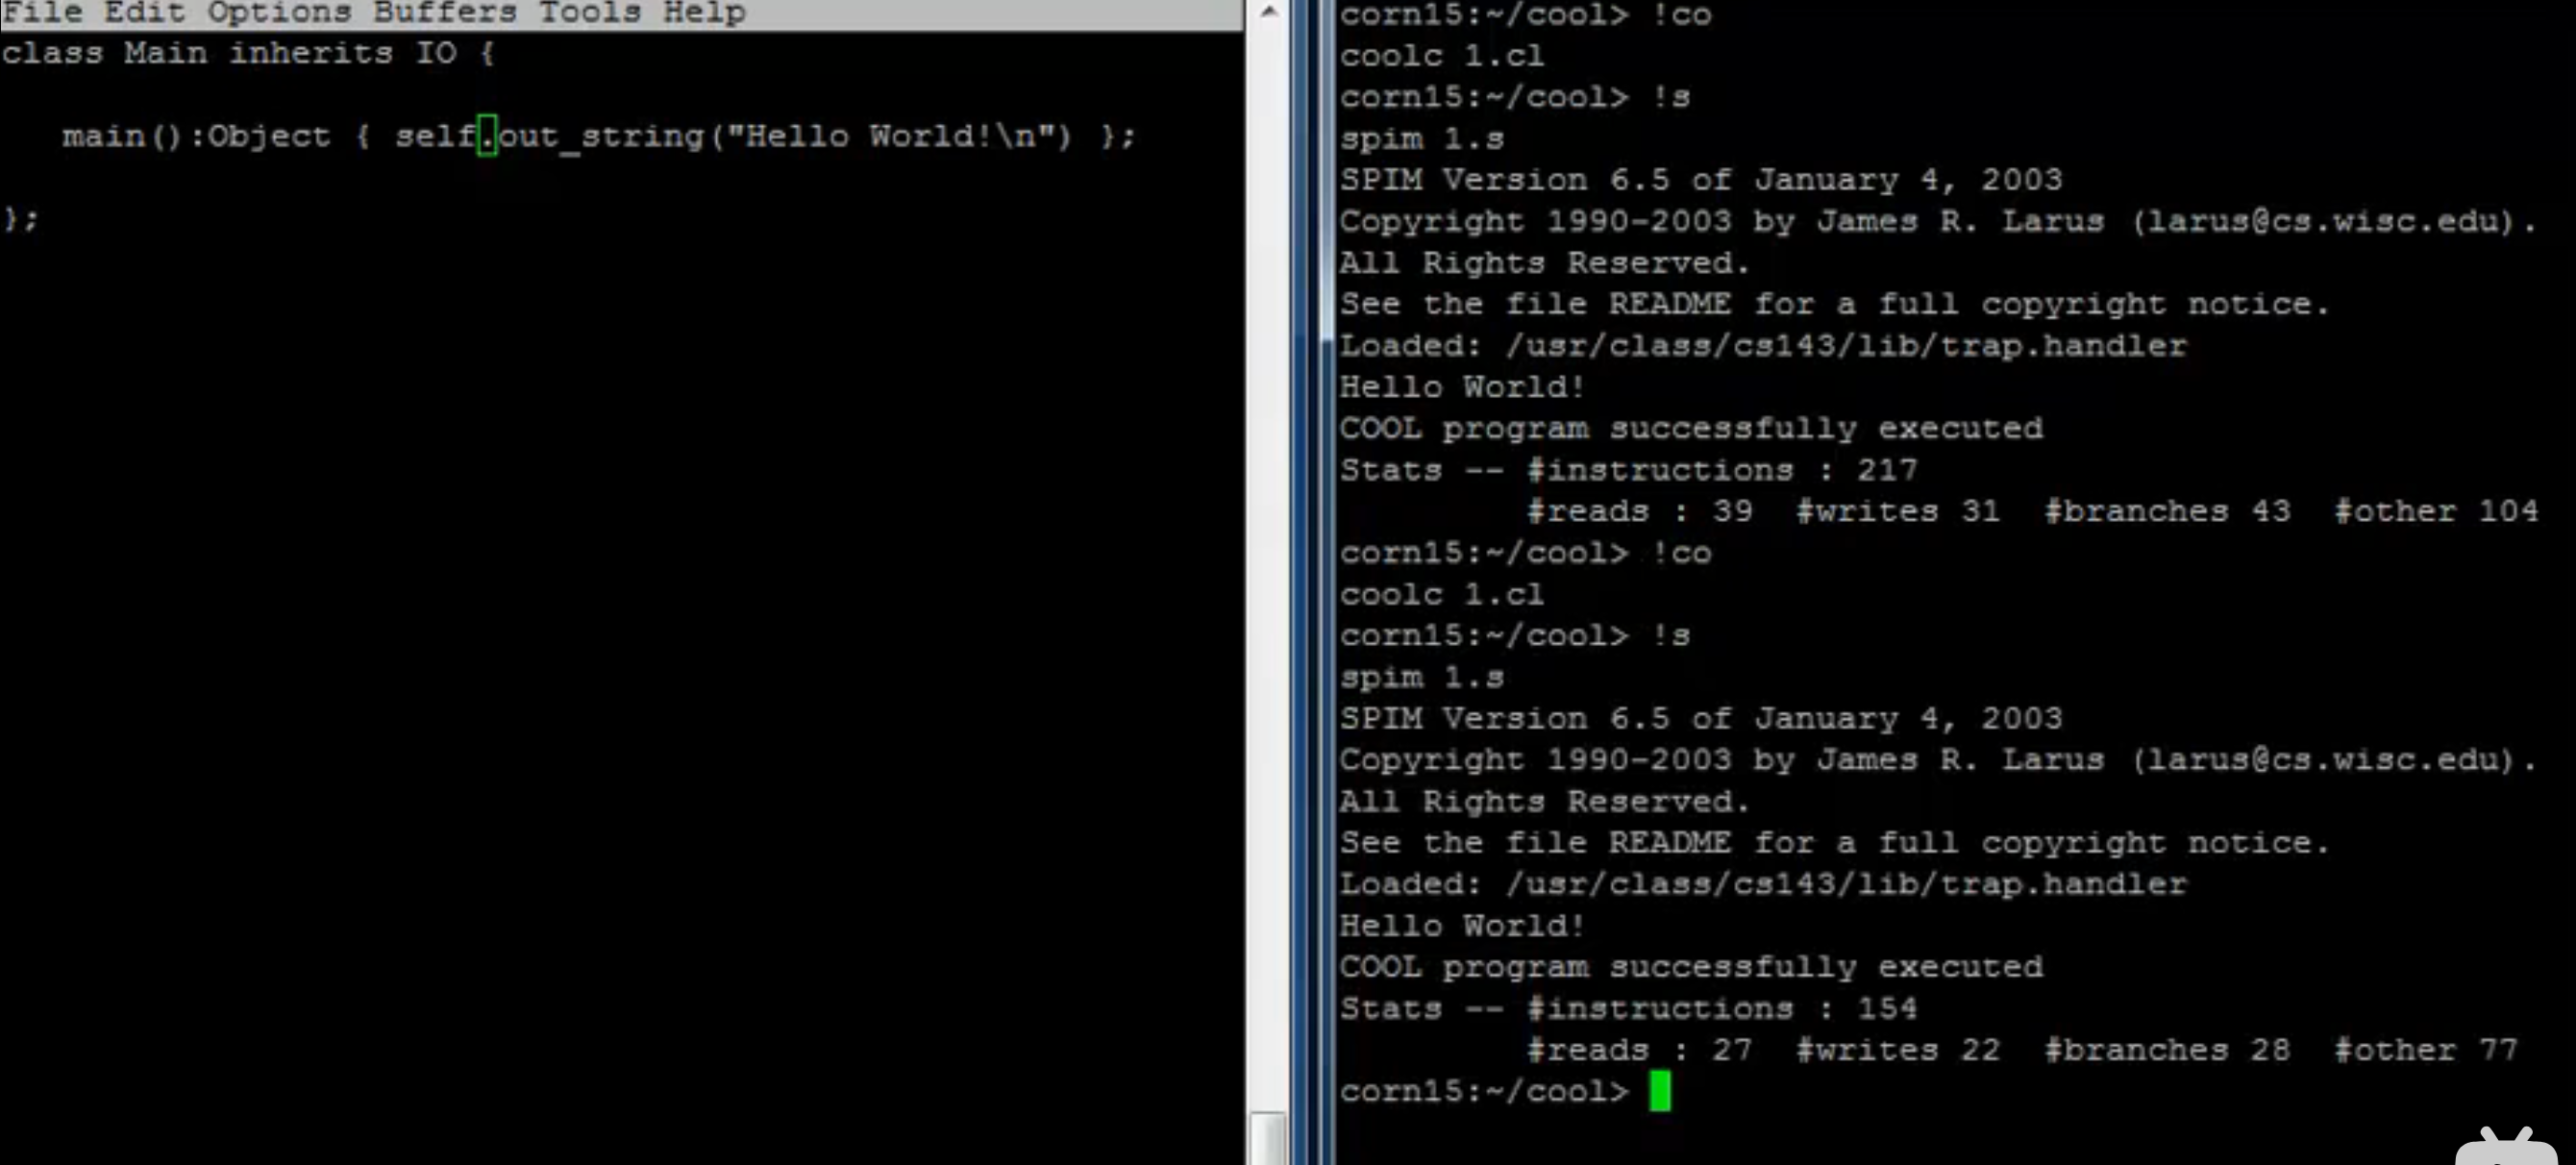 File Edit Options Buffers Tools Help
class Main inherits IO {
main():Object { self.out_string("Hello World!\n") };
};
corn15:~/cool> !co
coolc 1.cl
corn15:~/cool> !s
spim 1.s
SPIM Version 6.5 of January 4, 2003
Copyright 1990-2003 by James R. Larus (larus@cs.wisc.edu).
All Rights Reserved.
See the file README for a full copyright notice.
Loaded: /usr/class/cs143/lib/trap.handler
Hello World!
COOL program successfully executed
Stats -- #instructions : 217
#reads : 39 #writes 31 #branches 43 #other 104
corn15:~/cool> !co
coolc 1.cl
corn15:~/cool> !s
spim 1.s
SPIM Version 6.5 of January 4, 2003
Copyright 1990-2003 by James R. Larus (larus@cs.wisc.edu).
All Rights Reserved.
See the file README for a full copyright notice.
Loaded: /usr/class/cs143/lib/trap.handler
Hello World!
COOL program successfully executed
Stats -- #instructions : 154
#reads : 27 #writes 22 #branches 28 #other 77
corn15:~/cool>